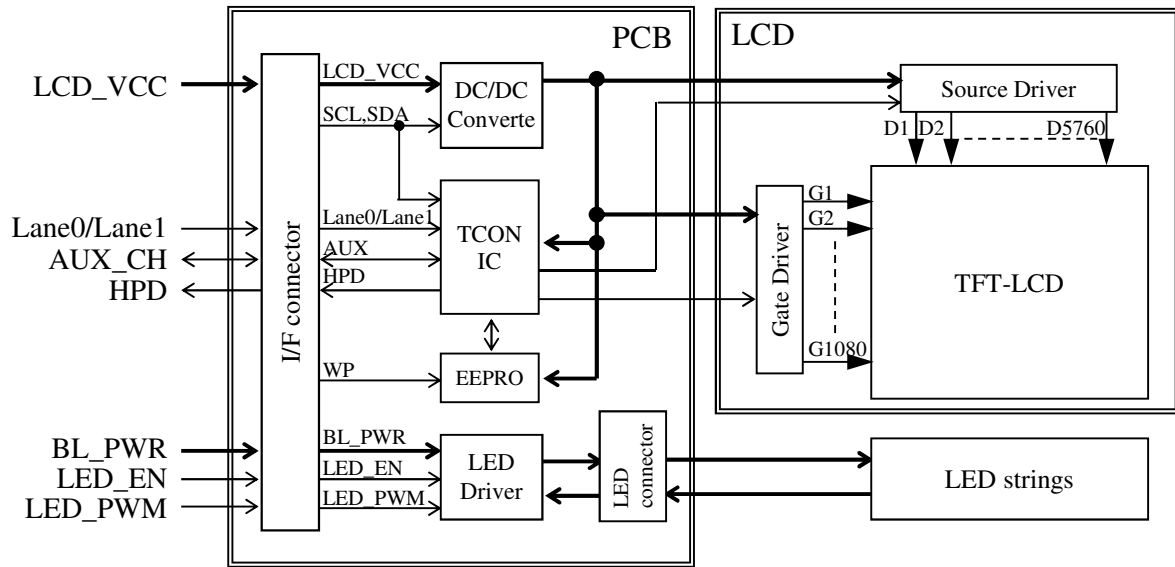 PCB
LCD
LCD_VCC
LCD_VCC
DC/DC
Converte
SCL,SDA
Source Driver
D1
D2
D5760
Lane0/Lane1
AUX_CH
HPD
I/F connector
Lane0/Lane1
AUX
HPD
TCON
IC
Gate Driver
G1
G2
G1080
TFT-LCD
WP
EEPRO
BL_PWR
LED_EN
LED_PWM
BL_PWR
LED_EN
LED_PWM
LED
Driver
LED
connector
LED strings